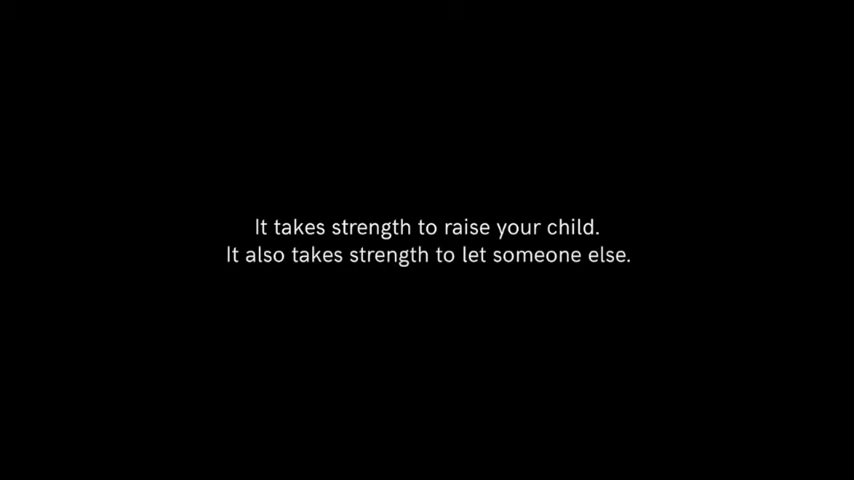 It takes strength to raise your child.
It also takes strength to let someone else.